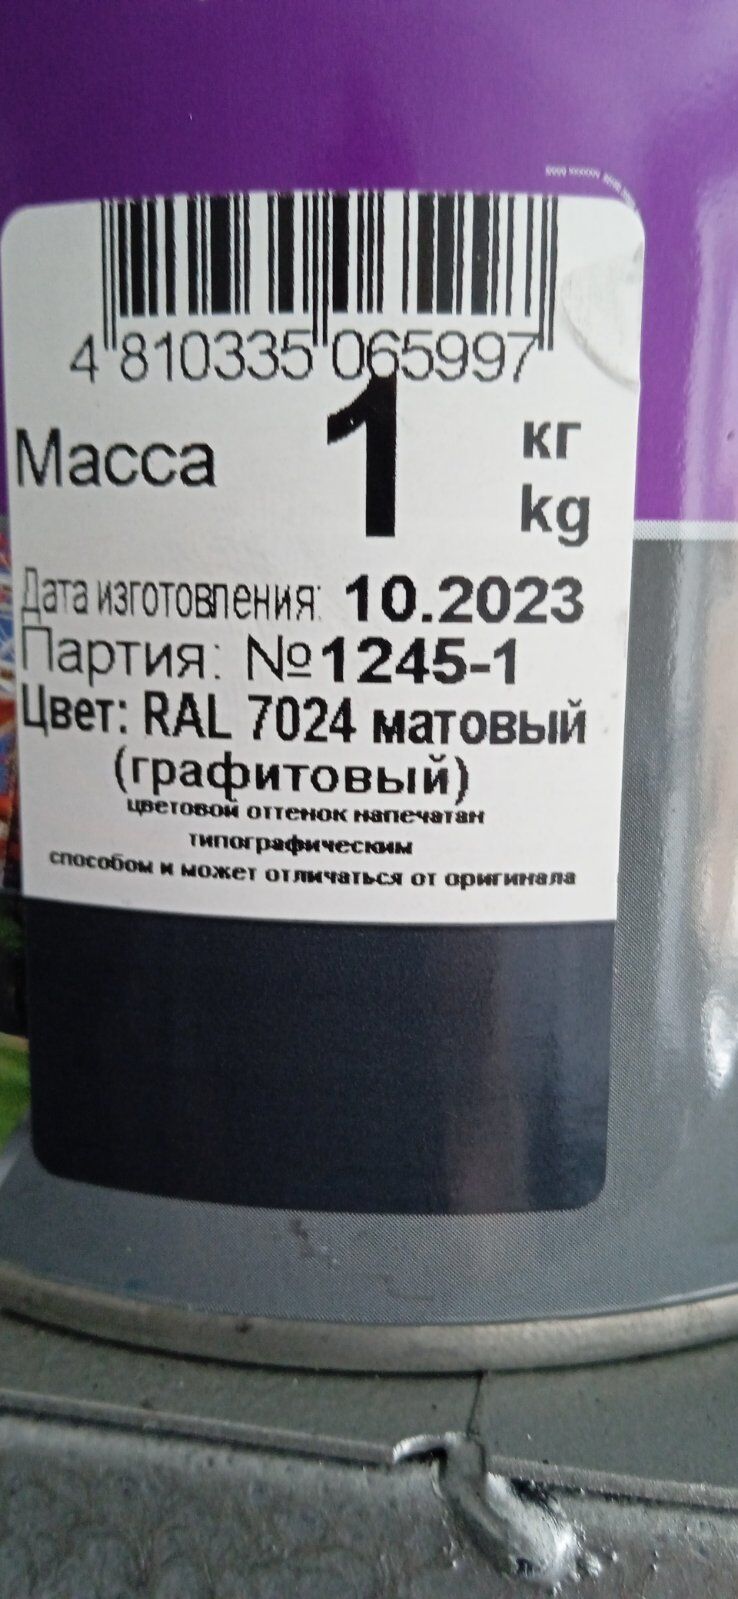 4 810335 065997
Масса 1 кг
kg
Дата изготовления: 10.2023
Партия: №1245-1
Цвет: RAL 7024 матовый
(графитовый)
цветовой оттенок напечатан
типографическим
способом и может отличаться от оригинала